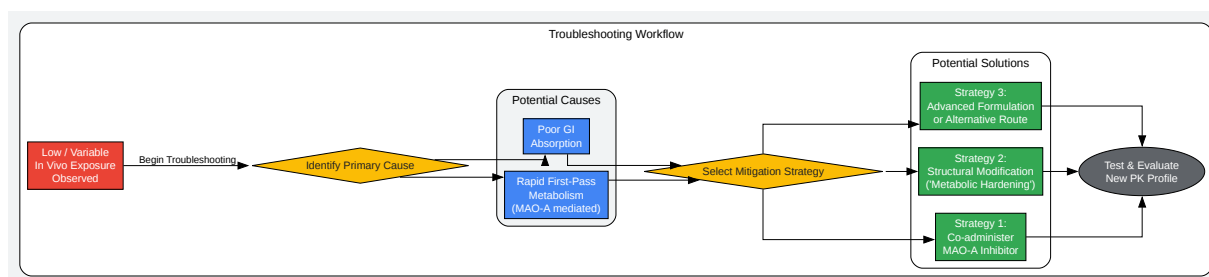 Troubleshooting Workflow
Low / Variable
In Vivo Exposure
Observed
Begin Troubleshooting
Identify Primary Cause
Potential Causes
Poor GI
Absorption
Rapid First-Pass
Metabolism
(MAO-A mediated)
Select Mitigation Strategy
Potential Solutions
Strategy 3:
Advanced Formulation
or Alternative Route
Strategy 2:
Structural Modification
('Metabolic Hardening')
Strategy 1:
Co-administer
MAO-A Inhibitor
Test & Evaluate
New PK Profile